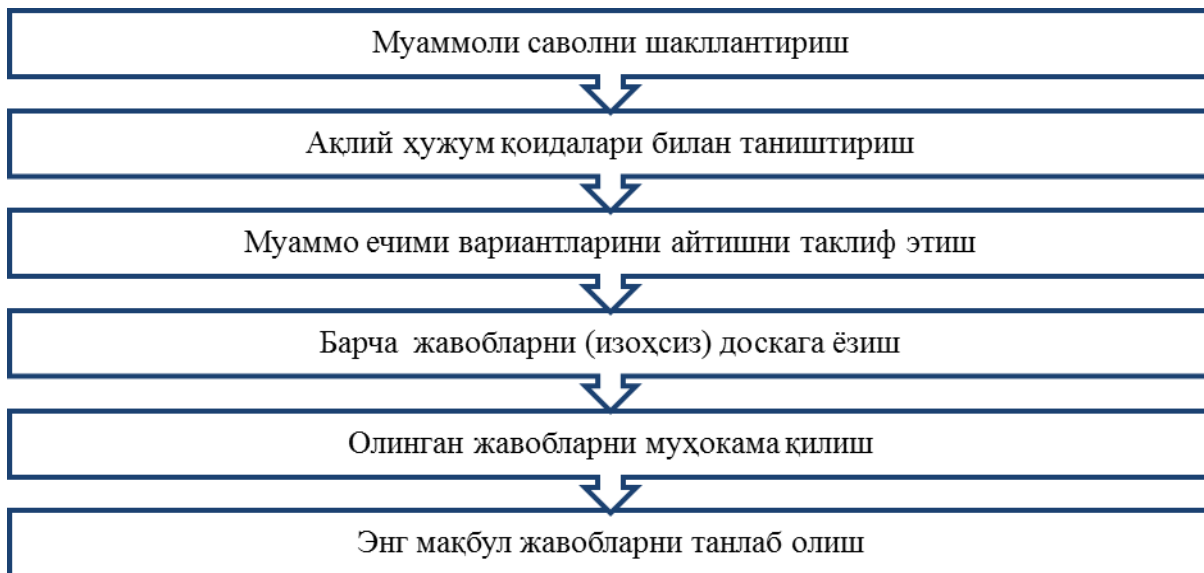 Муаммоли саволни шакллантириш
Ақлий ҳужум қоидалари билан таништириш
Муаммо ечими вариантларини айтишни таклиф этиш
Барча жавобларни (изоҳсиз) доскага ёзиш
Олинган жавобларни муҳокама қилиш
Энг мақбул жавобларни танлаб олиш